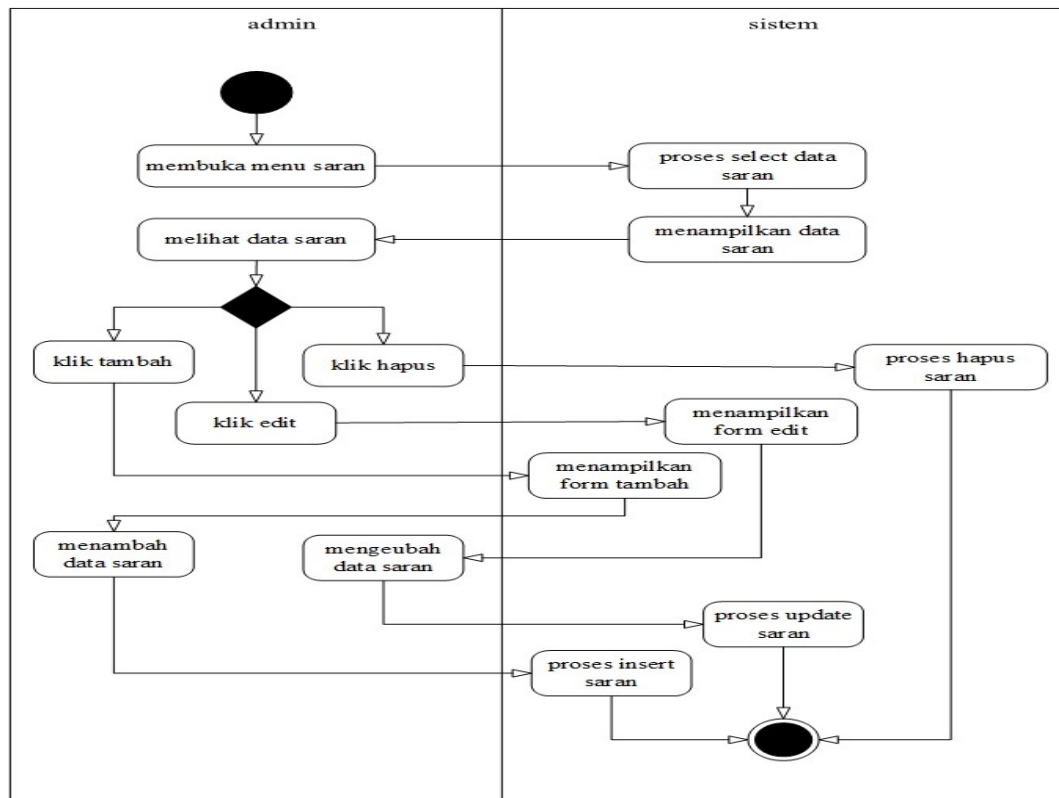 admin
sistem
membuka menu saran
proses select data
saran
melihat data saran
menampilkan data
saran
klik tambah
klik hapus
proses hapus
saran
klik edit
menampilkan
form edit
menampilkan
form tambah
menambah
data saran
mengeubah
data saran
proses update
saran
proses insert
saran